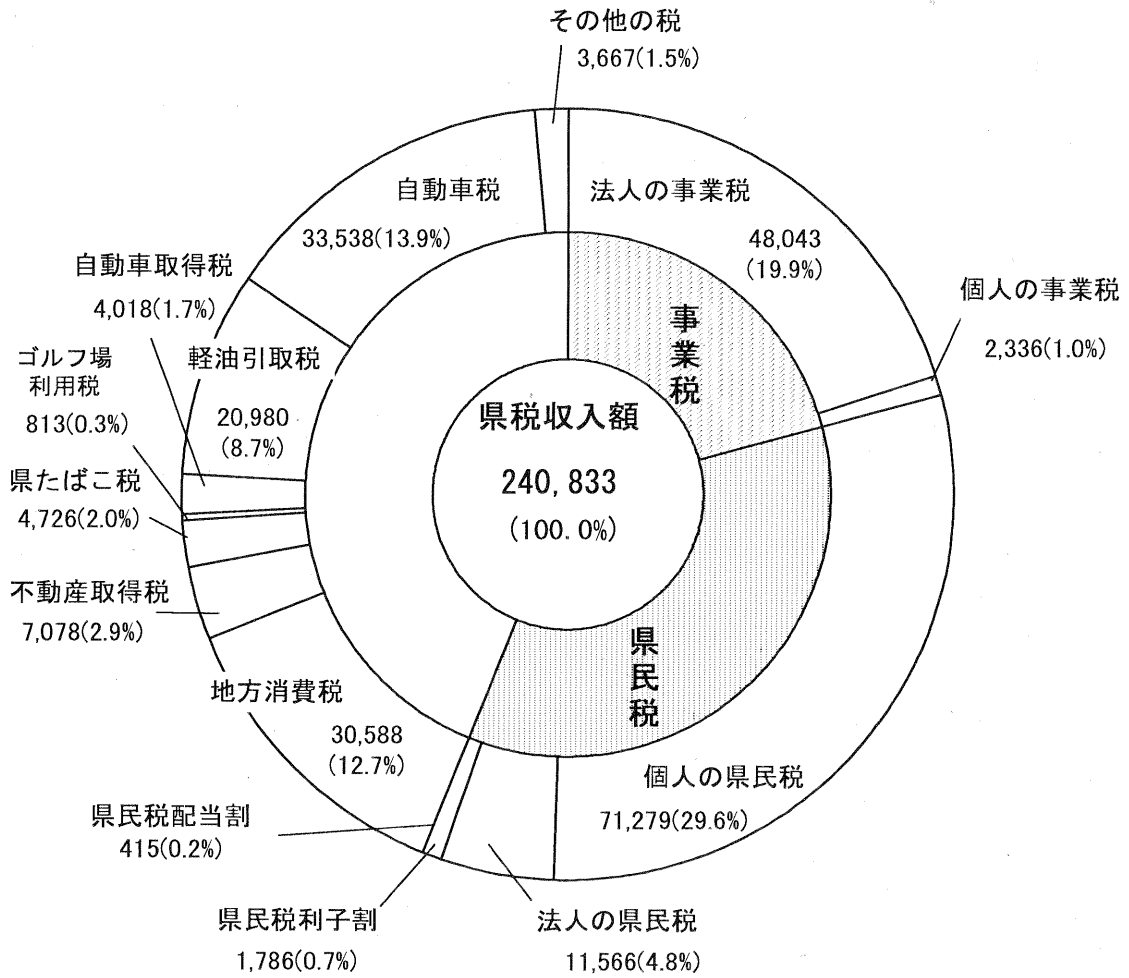 その他の税
3,667(1.5%)
法人の事業税
48,043
(19.9%)
個人の事業税
2,336(1.0%)
事業税
県税収入額
240,833
(100.0%)
県民税
個人の県民税
71,279(29.6%)
法人の県民税
11,566(4.8%)
県民税利子割
1,786(0.7%)
県民税配当割
415(0.2%)
地方消費税
30,588
(12.7%)
不動産取得税
7,078(2.9%)
県たばこ税
4,726(2.0%)
ゴルフ場
利用税
813(0.3%)
自動車取得税
4,018(1.7%)
軽油引取税
20,980
(8.7%)
自動車税
33,538(13.9%)